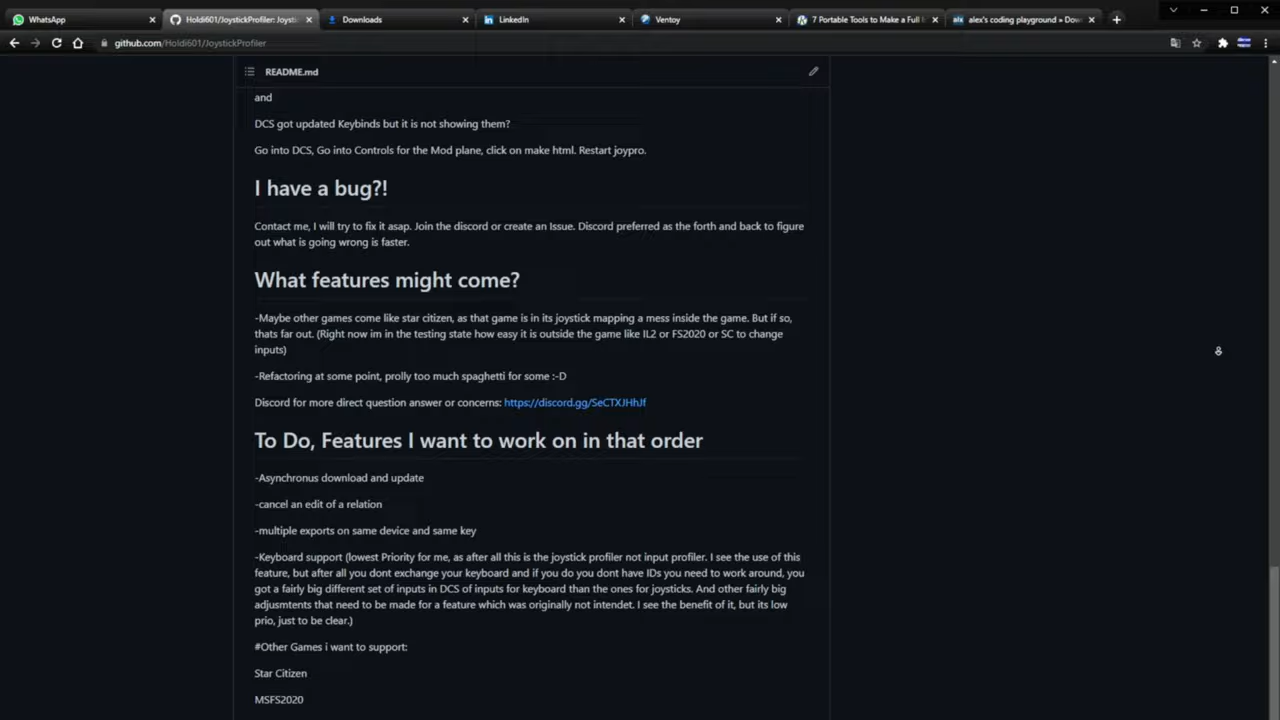 WhatsApp
Holdi601/JoystickProfiler: Joysti
Downloads
LinkedIn
Ventoy
7 Portable Tools to Make a Full
alex's coding playground » Dow
github.com/Holdi601/JoystickProfiler
README.md
and
DCS got updated Keybinds but it is not showing them?
Go into DCS, Go into Controls for the Mod plane, click on make html. Restart joypro.
I have a bug?!
Contact me, I will try to fix it asap. Join the discord or create an Issue. Discord preferred as the forth and back to figure
out what is going wrong is faster.
What features might come?
-Maybe other games come like star citizen, as that game is in its joystick mapping a mess inside the game. But if so,
thats far out. (Right now im in the testing state how easy it is outside the game like IL2 or FS2020 or SC to change
inputs)
-Refactoring at some point, prolly too much spaghetti for some :-D
Discord for more direct question answer or concerns: https://discord.gg/SeCTXJHhJf
To Do, Features I want to work on in that order
-Asynchronus download and update
-cancel an edit of a relation
-multiple exports on same device and same key
-Keyboard support (lowest Priority for me, as after all this is the joystick profiler not input profiler. I see the use of this
feature, but after all you dont exchange your keyboard and if you do you dont have IDs you need to work around, you
got a fairly big different set of inputs in DCS of inputs for keyboard than the ones for joysticks. And other fairly big
adjusmtents that need to be made for a feature which was originally not intendet. I see the benefit of it, but its low
prio, just to be clear.)
#Other Games i want to support:
Star Citizen
MSFS2020